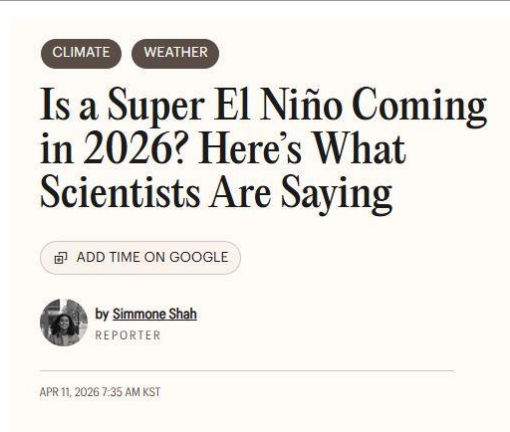 CLIMATE WEATHER
Is a Super El Niño Coming
in 2026? Here’s What
Scientists Are Saying
ADD TIME ON GOOGLE
by Simmone Shah
REPORTER
APR 11, 2026 7:35 AM KST